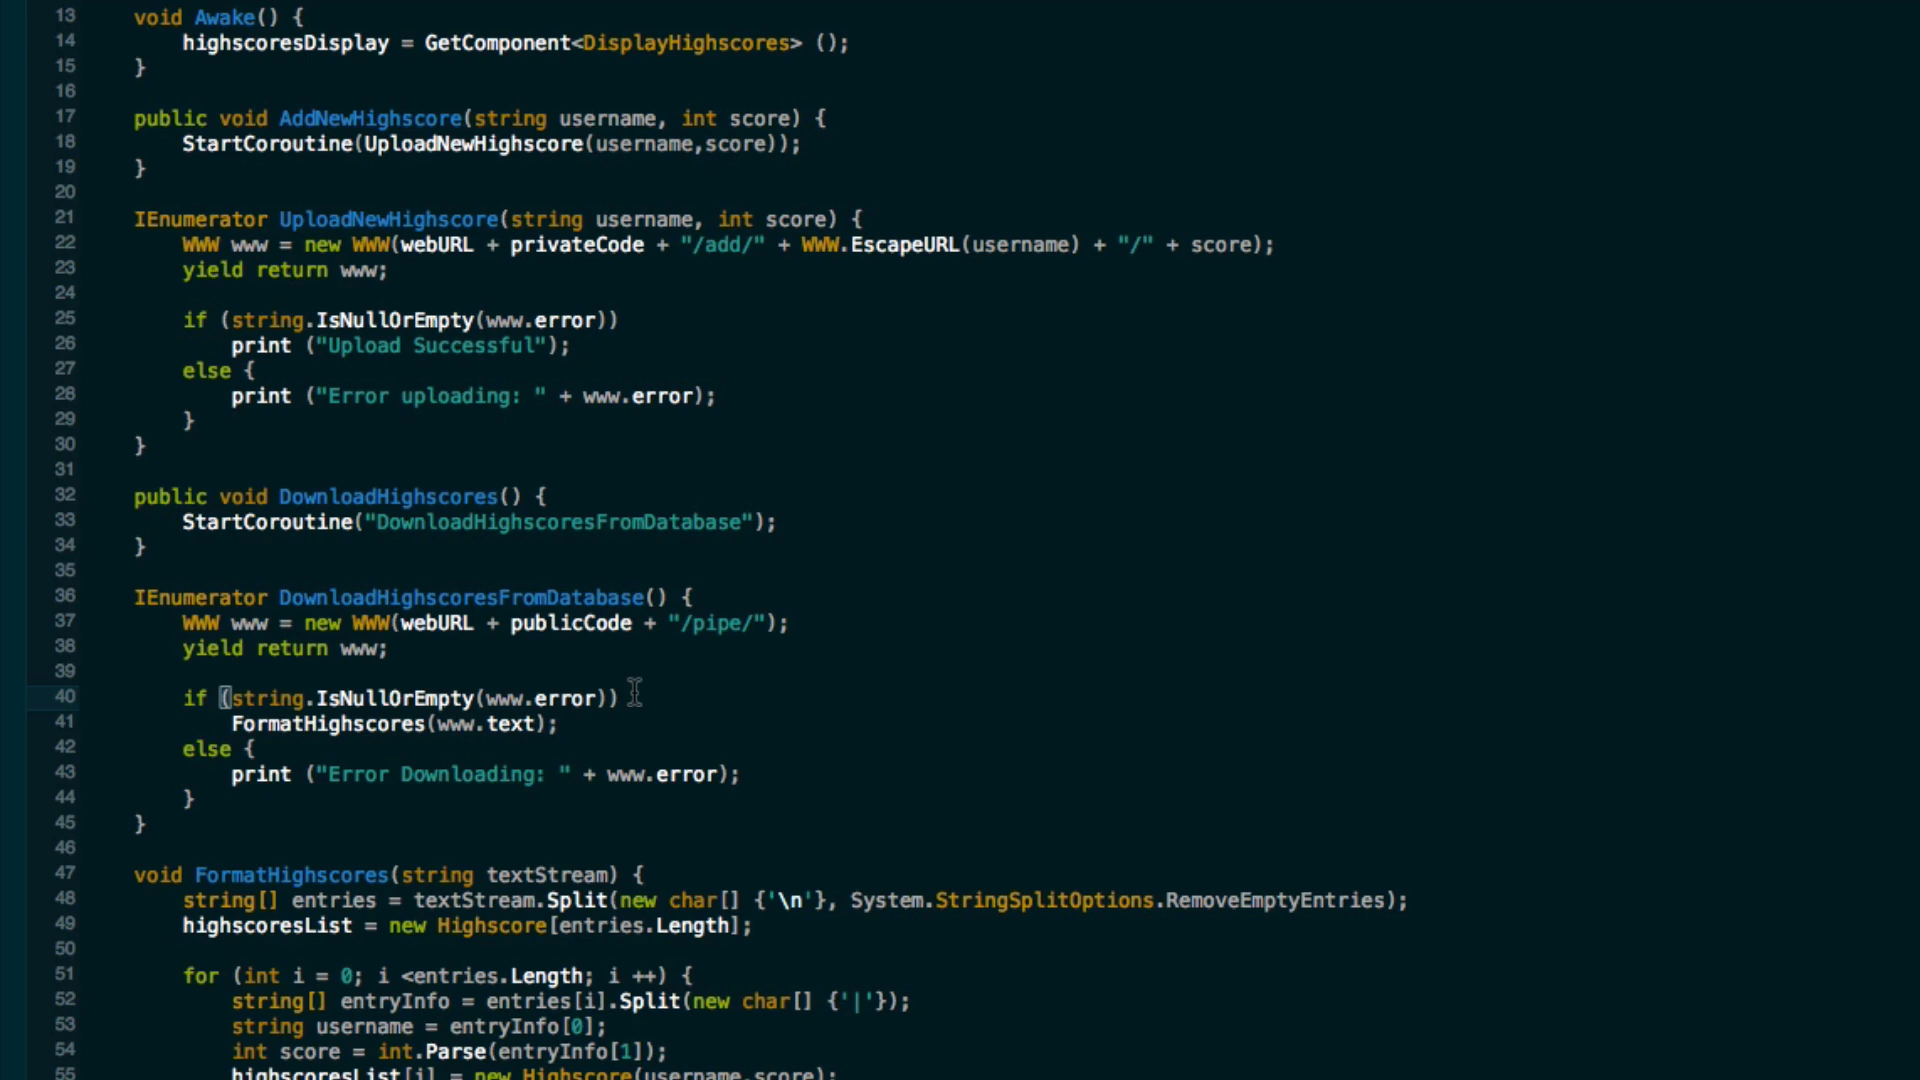 13 void Awake() {
14 highscoresDisplay = GetComponent<DisplayHighscores> ();
15 }
16
17 public void AddNewHighscore(string username, int score) {
18 StartCoroutine(UploadNewHighscore(username,score));
19 }
20
21 IEnumerator UploadNewHighscore(string username, int score) {
22 WWW www = new WWW(webURL + privateCode + "/add/" + WWW.EscapeURL(username) + "/" + score);
23 yield return www;
24
25 if (string.IsNullOrEmpty(www.error))
26 print ("Upload Successful");
27 else {
28 print ("Error uploading: " + www.error);
29 }
30 }
31
32 public void DownloadHighscores() {
33 StartCoroutine("DownloadHighscoresFromDatabase");
34 }
35
36 IEnumerator DownloadHighscoresFromDatabase() {
37 WWW www = new WWW(webURL + publicCode + "/pipe/");
38 yield return www;
39
40 if (string.IsNullOrEmpty(www.error))
41 FormatHighscores(www.text);
42 else {
43 print ("Error Downloading: " + www.error);
44 }
45 }
46
47 void FormatHighscores(string textStream) {
48 string[] entries = textStream.Split(new char[] {'\n'}, System.StringSplitOptions.RemoveEmptyEntries);
49 highscoresList = new Highscore[entries.Length];
50
51 for (int i = 0; i <entries.Length; i ++) {
52 string[] entryInfo = entries[i].Split(new char[] {'|'});
53 string username = entryInfo[0];
54 int score = int.Parse(entryInfo[1]);
55 highscoresList[i] = new Highscore(username,score);